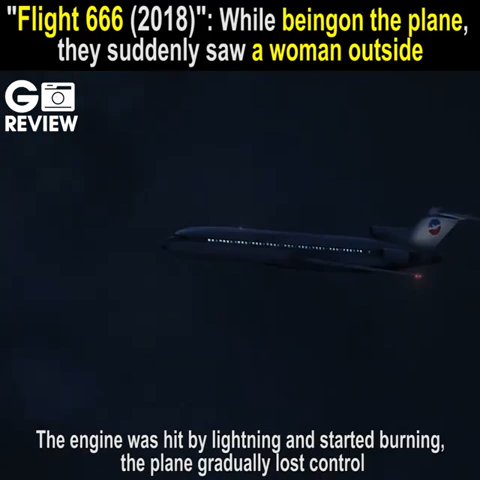 "Flight 666 (2018)": While beingon the plane,
they suddenly saw a woman outside
G
REVIEW
The engine was hit by lightning and started burning,
the plane gradually lost control